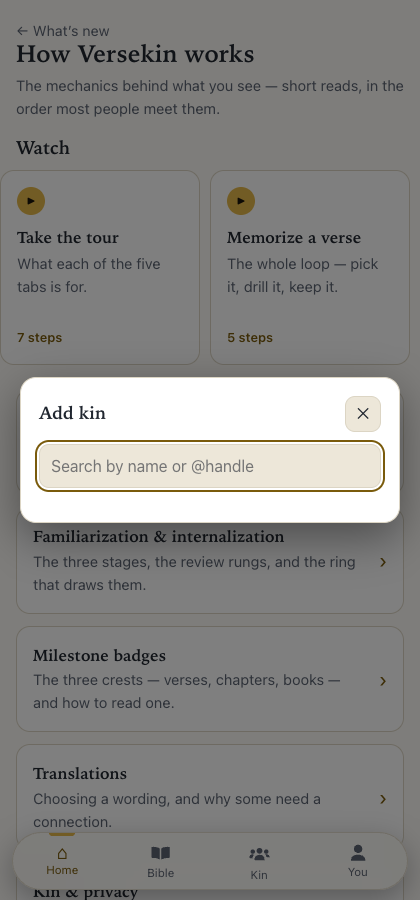 ← What's new
How Versekin works
The mechanics behind what you see — short reads, in the
order most people meet them.
Watch
Take the tour
What each of the five
tabs is for.
7 steps
Memorize a verse
The whole loop — pick
it, drill it, keep it.
5 steps
Add kin
Search by name or @handle
Familiarization & internalization
The three stages, the review rungs, and the ring
that draws them.
Milestone badges
The three crests — verses, chapters, books —
and how to read one.
Translations
Choosing a wording, and why some need a
connection.
Kin & privacy
Home
Bible
Kin
You